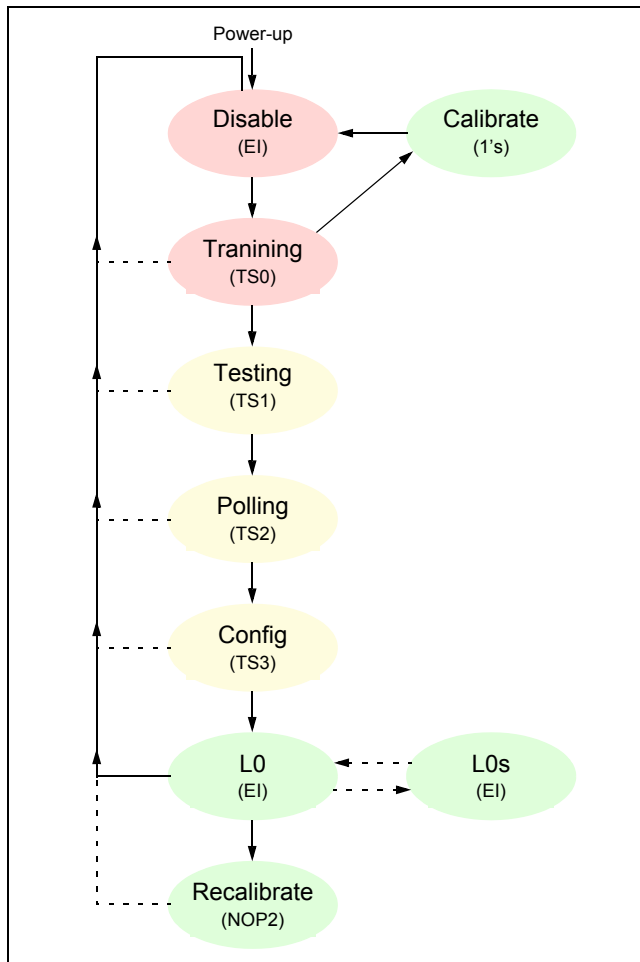 Power-up
Disable
(EI)
Calibrate
(1's)
Tranining
(TS0)
Testing
(TS1)
Polling
(TS2)
Config
(TS3)
L0
(EI)
L0s
(EI)
Recalibrate
(NOP2)